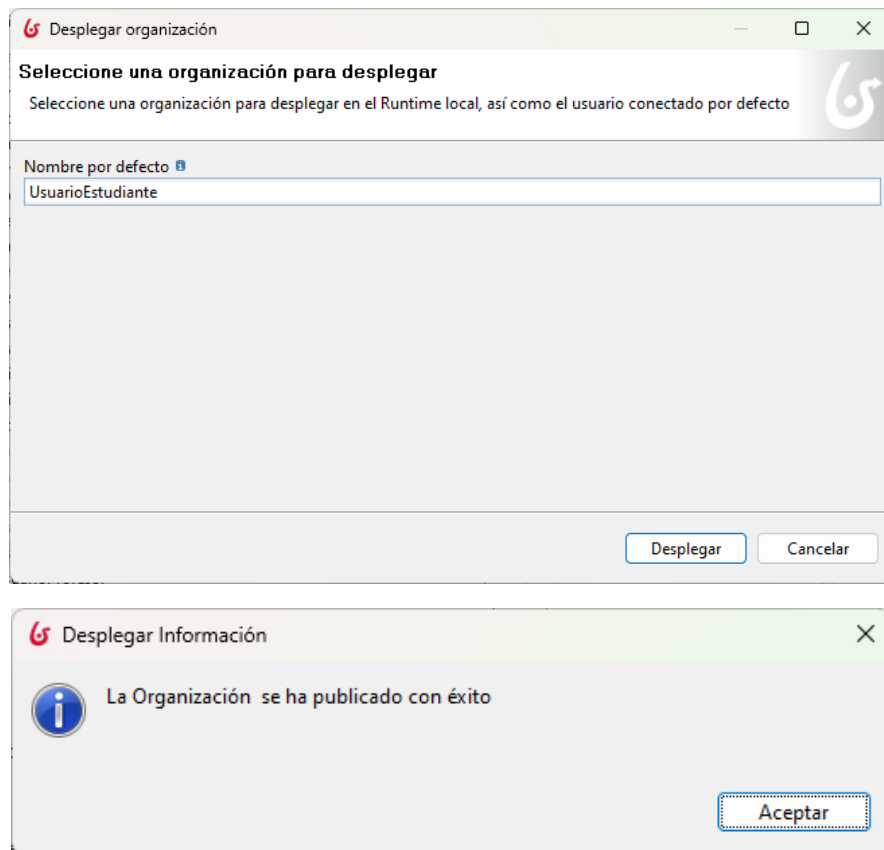 Desplegar organización
Seleccione una organización para desplegar
Seleccione una organización para desplegar en el Runtime local, así como el usuario conectado por defecto
Nombre por defecto
UsuarioEstudiante
Desplegar
Cancelar
Desplegar Información
La Organización  se ha publicado con éxito
Aceptar